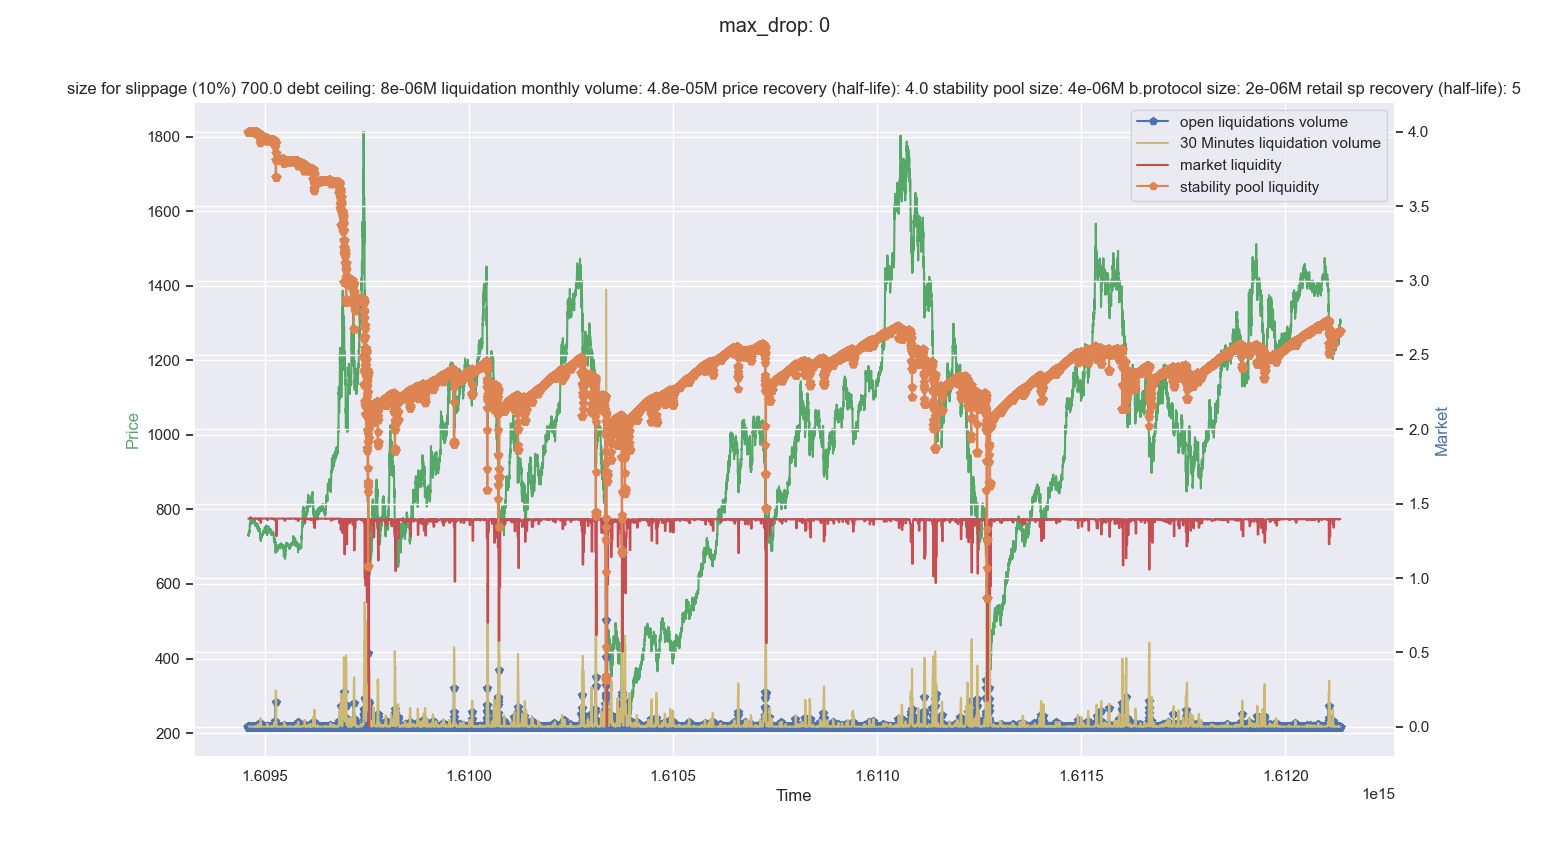 max_drop: 0
size for slippage (10%) 700.0 debt ceiling: 8e-06M liquidation monthly volume: 4.8e-05M price recovery (half-life): 4.0 stability pool size: 4e-06M b.protocol size: 2e-06M retail sp recovery (half-life): 5
open liquidations volume
30 Minutes liquidation volume
market liquidity
stability pool liquidity
1800
1600
1400
1200
1000
800
600
400
200
Price
4.0
3.5
3.0
2.5
2.0
1.5
1.0
0.5
0.0
Market
1.6095
1.6100
1.6105
1.6110
1.6115
1.6120
Time
1e15